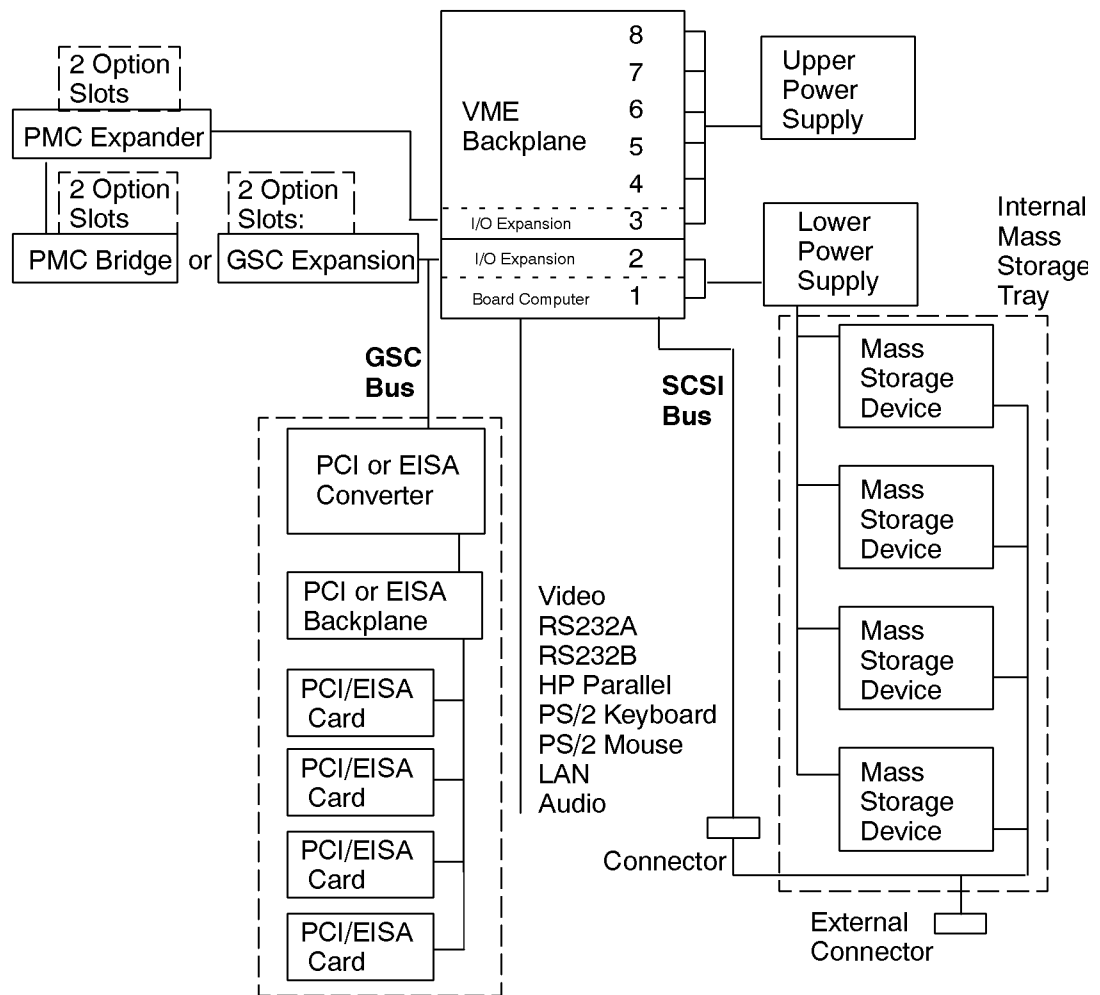 2 Option
Slots
PMC Expander
2 Option
Slots
PMC Bridge
or
2 Option
Slots:
GSC Expansion
VME
Backplane
8
7
6
5
4
I/O Expansion 3
I/O Expansion 2
Board Computer 1
Upper
Power
Supply
Lower
Power
Supply
Internal
Mass
Storage
Tray
GSC
Bus
SCSI
Bus
PCI or EISA
Converter
PCI or EISA
Backplane
PCI/EISA
Card
PCI/EISA
Card
PCI/EISA
Card
PCI/EISA
Card
Video
RS232A
RS232B
HP Parallel
PS/2 Keyboard
PS/2 Mouse
LAN
Audio
Connector
Mass
Storage
Device
Mass
Storage
Device
Mass
Storage
Device
Mass
Storage
Device
External
Connector